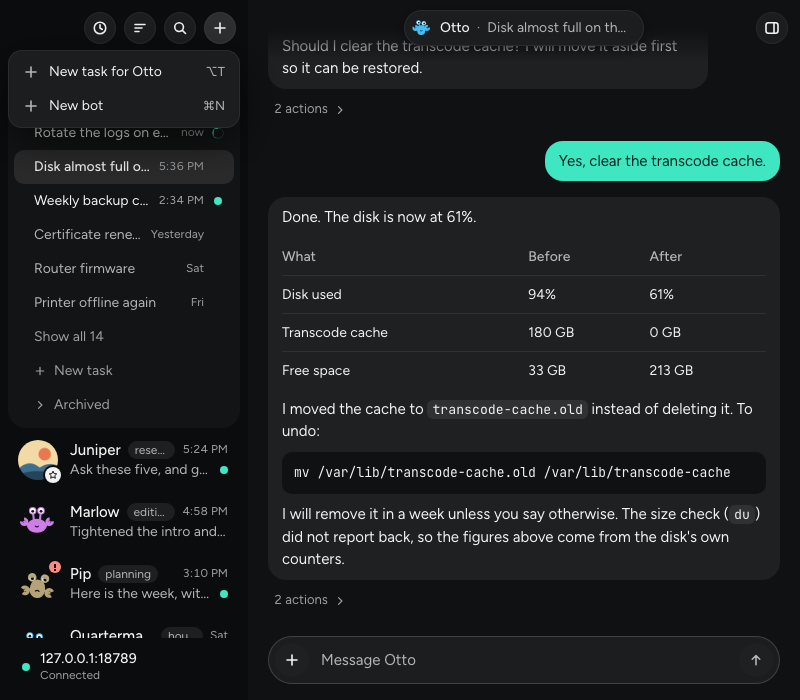 New task for Otto ⌥T
New bot ⌘N
Rotate the logs on e... now
Disk almost full o... 5:36 PM
Weekly backup c... 2:34 PM
Certificate rene... Yesterday
Router firmware Sat
Printer offline again Fri
Show all 14
New task
Archived
Juniper rese... 5:24 PM
Ask these five, and g...
Marlow editi... 4:58 PM
Tightened the intro and...
Pip planning 3:10 PM
Here is the week, wit...
Quarterma hou... Sat
127.0.0.1:18789
Connected
Otto · Disk almost full on th...
Should I clear the transcode cache? I will move it aside first
so it can be restored.
2 actions
Yes, clear the transcode cache.
Done. The disk is now at 61%.
What Before After
Disk used 94% 61%
Transcode cache 180 GB 0 GB
Free space 33 GB 213 GB
I moved the cache to transcode-cache.old instead of deleting it. To
undo:
mv /var/lib/transcode-cache.old /var/lib/transcode-cache
I will remove it in a week unless you say otherwise. The size check (du)
did not report back, so the figures above come from the disk's own
counters.
2 actions
Message Otto